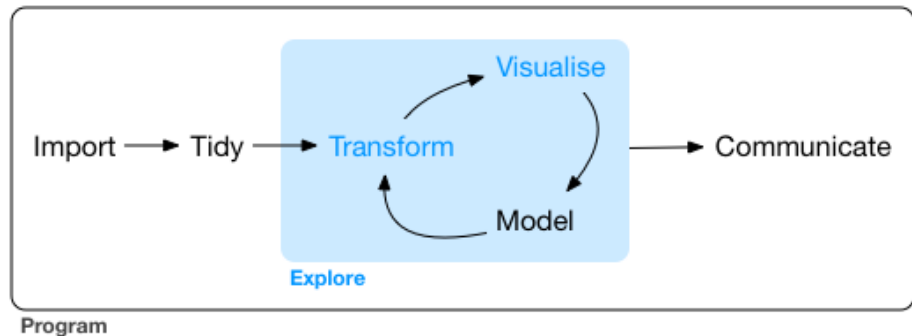 Visualise
Import
Tidy
Transform
Communicate
Model
Explore
Program